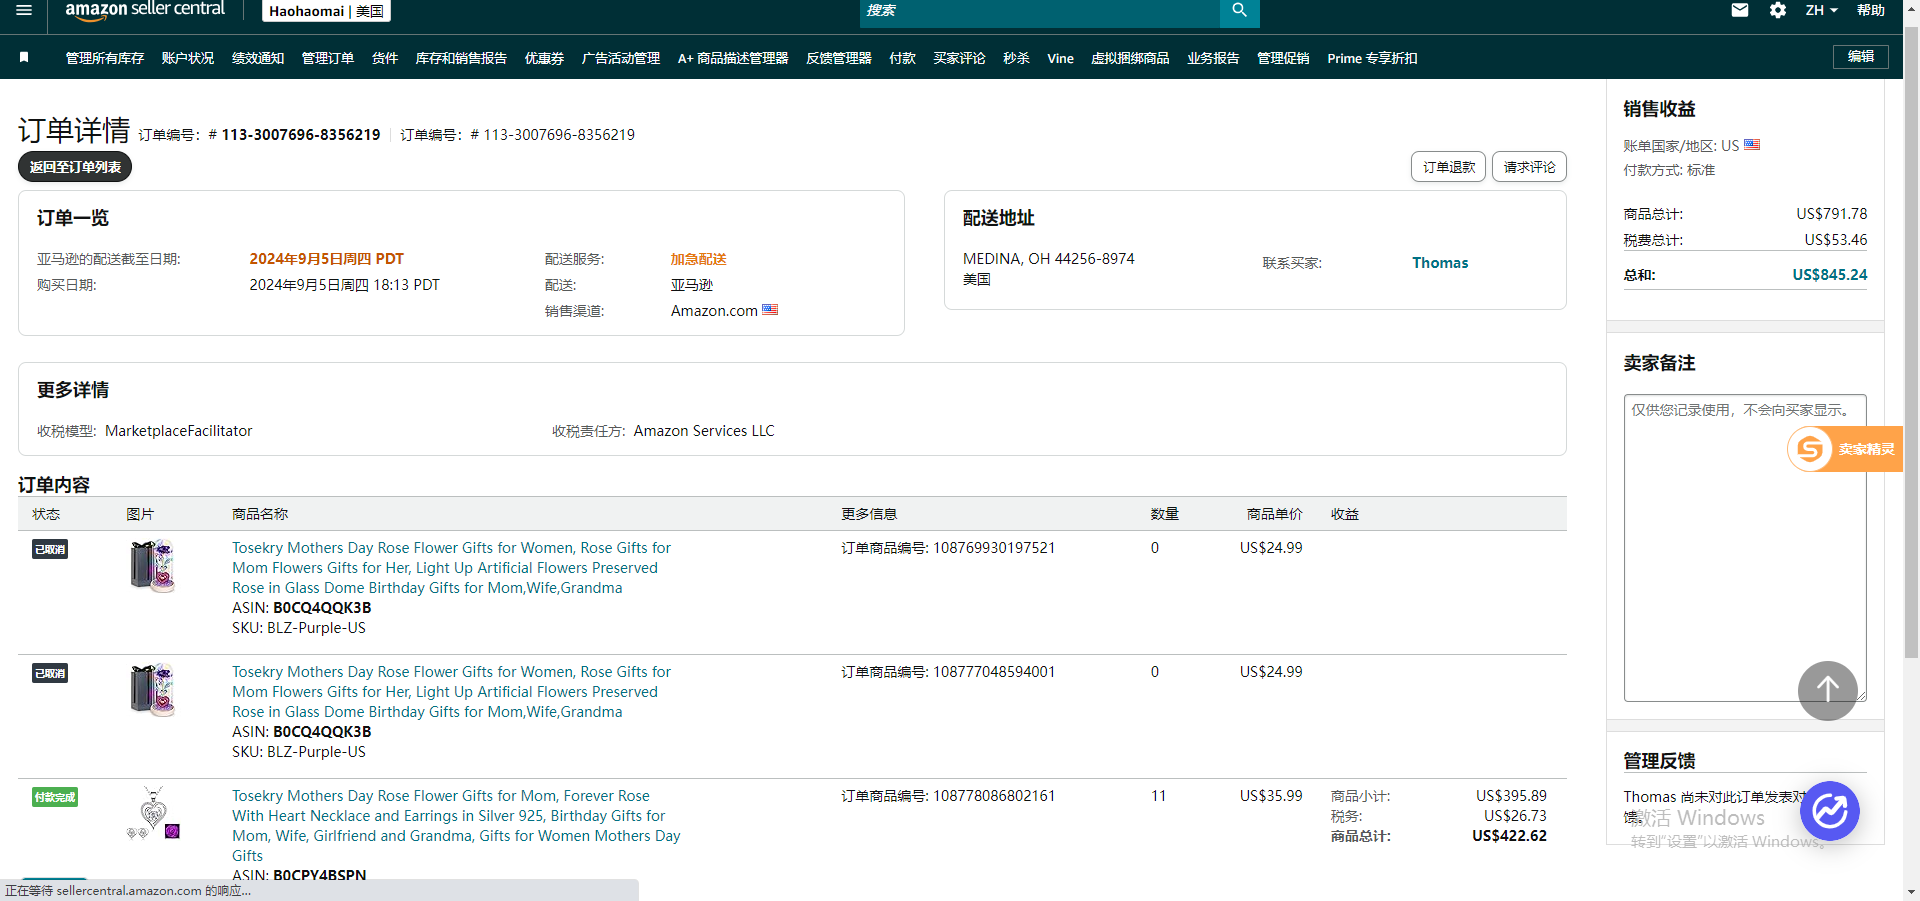 amazon seller central
Haohaomai | 美国
搜索
ZH
帮助
管理所有库存 账户状况 绩效通知 管理订单 货件 库存和销售报告 优惠券 广告活动管理 A+ 商品描述管理器 反馈管理器 付款 买家评论 秒杀 Vine 虚拟捆绑商品 业务报告 管理促销 Prime 专享折扣
编辑
订单详情 订单编号: # 113-3007696-8356219 订单编号: # 113-3007696-8356219
返回至订单列表
订单退款 请求评论
订单一览
亚马逊的配送截至日期: 2024年9月5日周四 PDT
购买日期: 2024年9月5日周四 18:13 PDT
配送服务: 加急配送
配送: 亚马逊
销售渠道: Amazon.com
配送地址
MEDINA, OH 44256-8974
美国
联系买家: Thomas
更多详情
收税模型: MarketplaceFacilitator
收税责任方: Amazon Services LLC
订单内容
状态 图片 商品名称 更多信息 数量 商品单价 收益
已取消
Tosekry Mothers Day Rose Flower Gifts for Women, Rose Gifts for
Mom Flowers Gifts for Her, Light Up Artificial Flowers Preserved
Rose in Glass Dome Birthday Gifts for Mom,Wife,Grandma
ASIN: B0CQ4QQK3B
SKU: BLZ-Purple-US
订单商品编号: 108769930197521
0
US$24.99
已取消
Tosekry Mothers Day Rose Flower Gifts for Women, Rose Gifts for
Mom Flowers Gifts for Her, Light Up Artificial Flowers Preserved
Rose in Glass Dome Birthday Gifts for Mom,Wife,Grandma
ASIN: B0CQ4QQK3B
SKU: BLZ-Purple-US
订单商品编号: 108777048594001
0
US$24.99
付款完成
Tosekry Mothers Day Rose Flower Gifts for Mom, Forever Rose
With Heart Necklace and Earrings in Silver 925, Birthday Gifts for
Mom, Wife, Girlfriend and Grandma, Gifts for Women Mothers Day
Gifts
ASIN: B0CPY4BSPN
订单商品编号: 108778086802161
11
US$35.99
商品小计: US$395.89
税务: US$26.73
商品总计: US$422.62
正在等待 sellercentral.amazon.com 的响应...
销售收益
账单国家/地区: US
付款方式: 标准
商品总计: US$791.78
税费总计: US$53.46
总和: US$845.24
卖家备注
仅供您记录使用，不会向买家显示。
卖家精灵
管理反馈
Thomas 尚未对此订单发表对
馈。
激活 Windows
转到"设置"以激活 Windows。